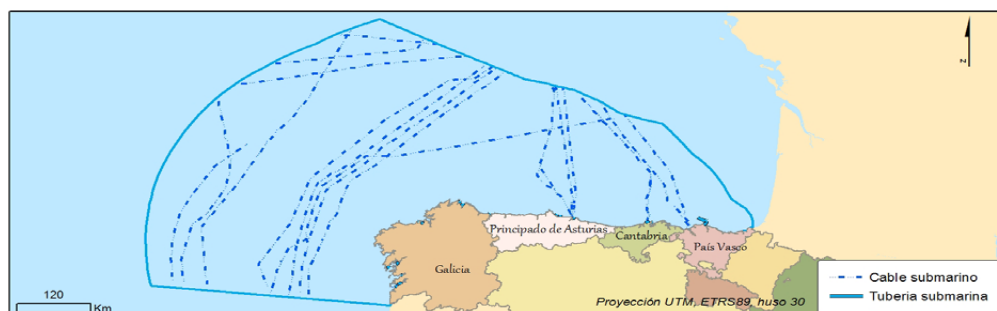 N
Principado de Asturias
Cantabria
País Vasco
Galicia
Cable submarino
Tubería submarina
120
Km
Proyección UTM, ETRS89, huso 30